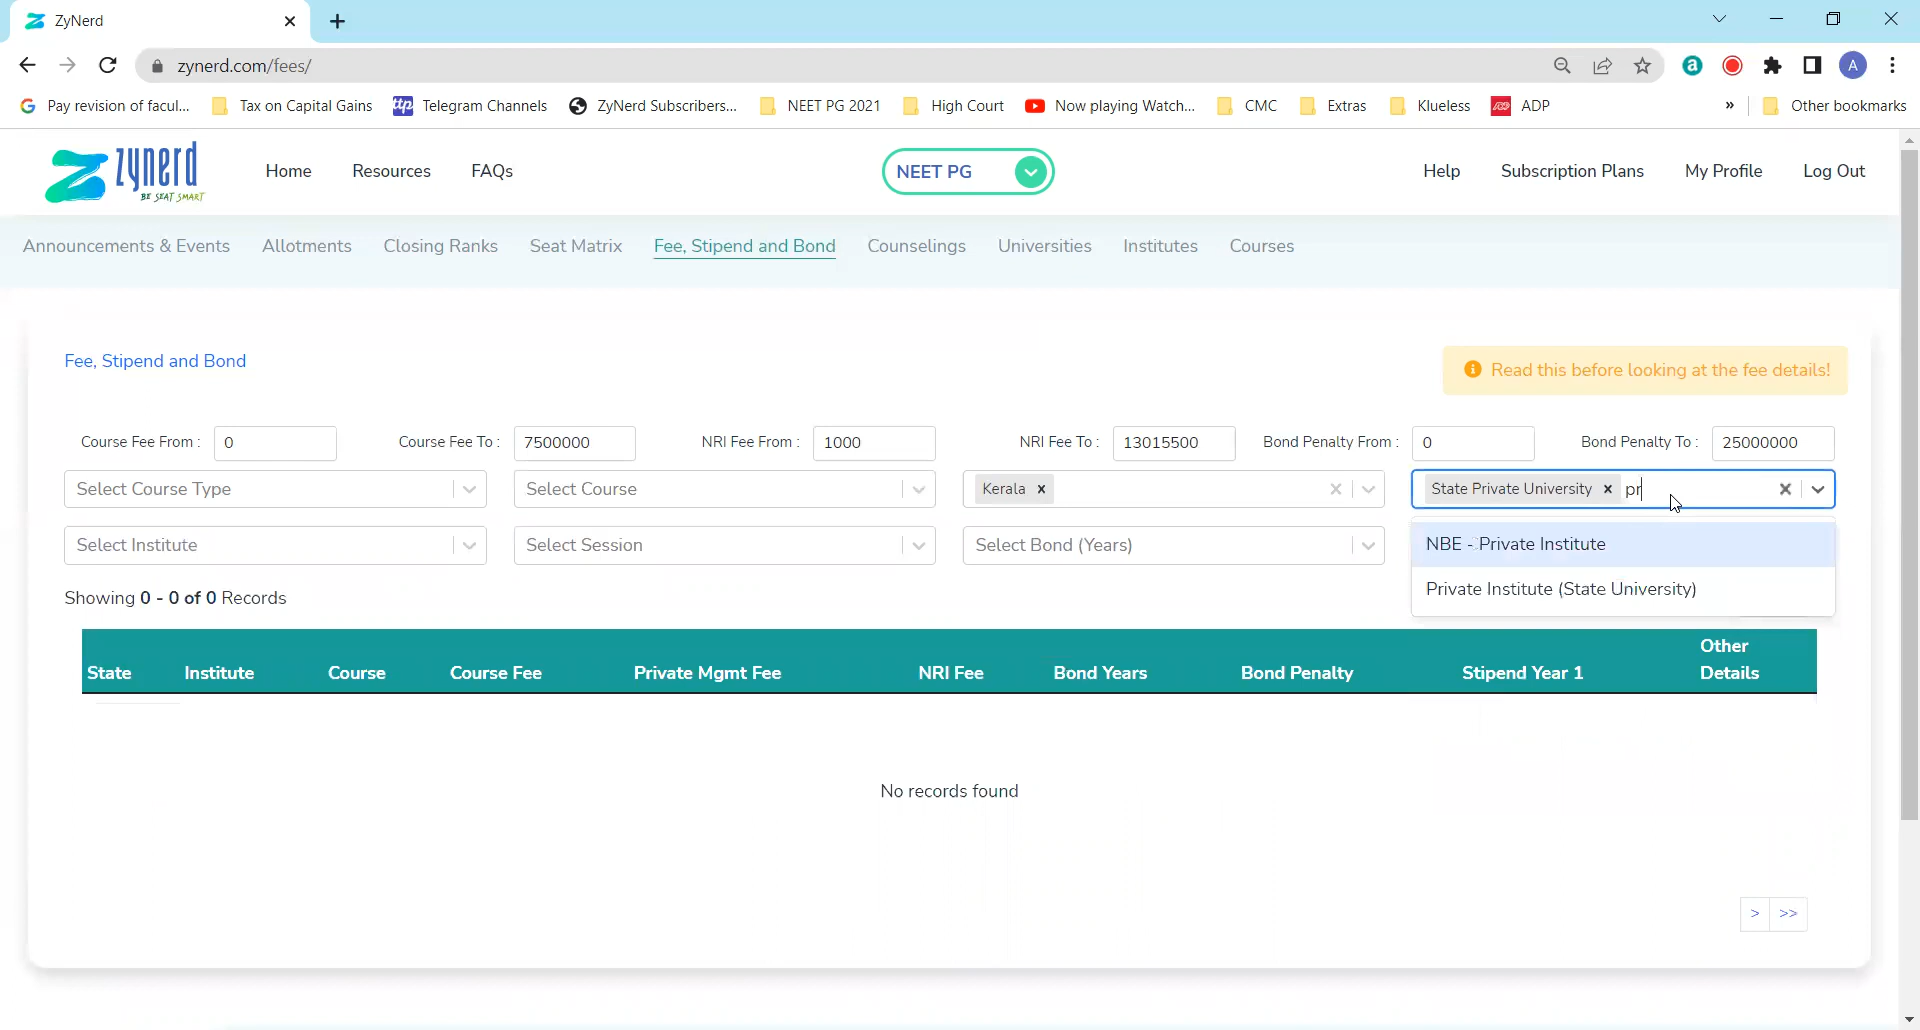 ZyNerd
zynerd.com/fees/
A
Pay revision of facul...
Tax on Capital Gains
Telegram Channels
ZyNerd Subscribers...
NEET PG 2021
High Court
Now playing Watch...
CMC
Extras
Klueless
ADP
»
Other bookmarks
zynerd
BE SEAT SMART
Home
Resources
FAQs
NEET PG
Help
Subscription Plans
My Profile
Log Out
Announcements & Events
Allotments
Closing Ranks
Seat Matrix
Fee, Stipend and Bond
Counselings
Universities
Institutes
Courses
Fee, Stipend and Bond
Read this before looking at the fee details!
Course Fee From : 0
Course Fee To : 7500000
NRI Fee From : 1000
NRI Fee To : 13015500
Bond Penalty From : 0
Bond Penalty To : 25000000
Select Course Type
Select Course
Kerala
State Private University pr
Select Institute
Select Session
Select Bond (Years)
NBE - Private Institute
Private Institute (State University)
Showing 0 - 0 of 0 Records
State
Institute
Course
Course Fee
Private Mgmt Fee
NRI Fee
Bond Years
Bond Penalty
Stipend Year 1
Other
Details
No records found
> >>